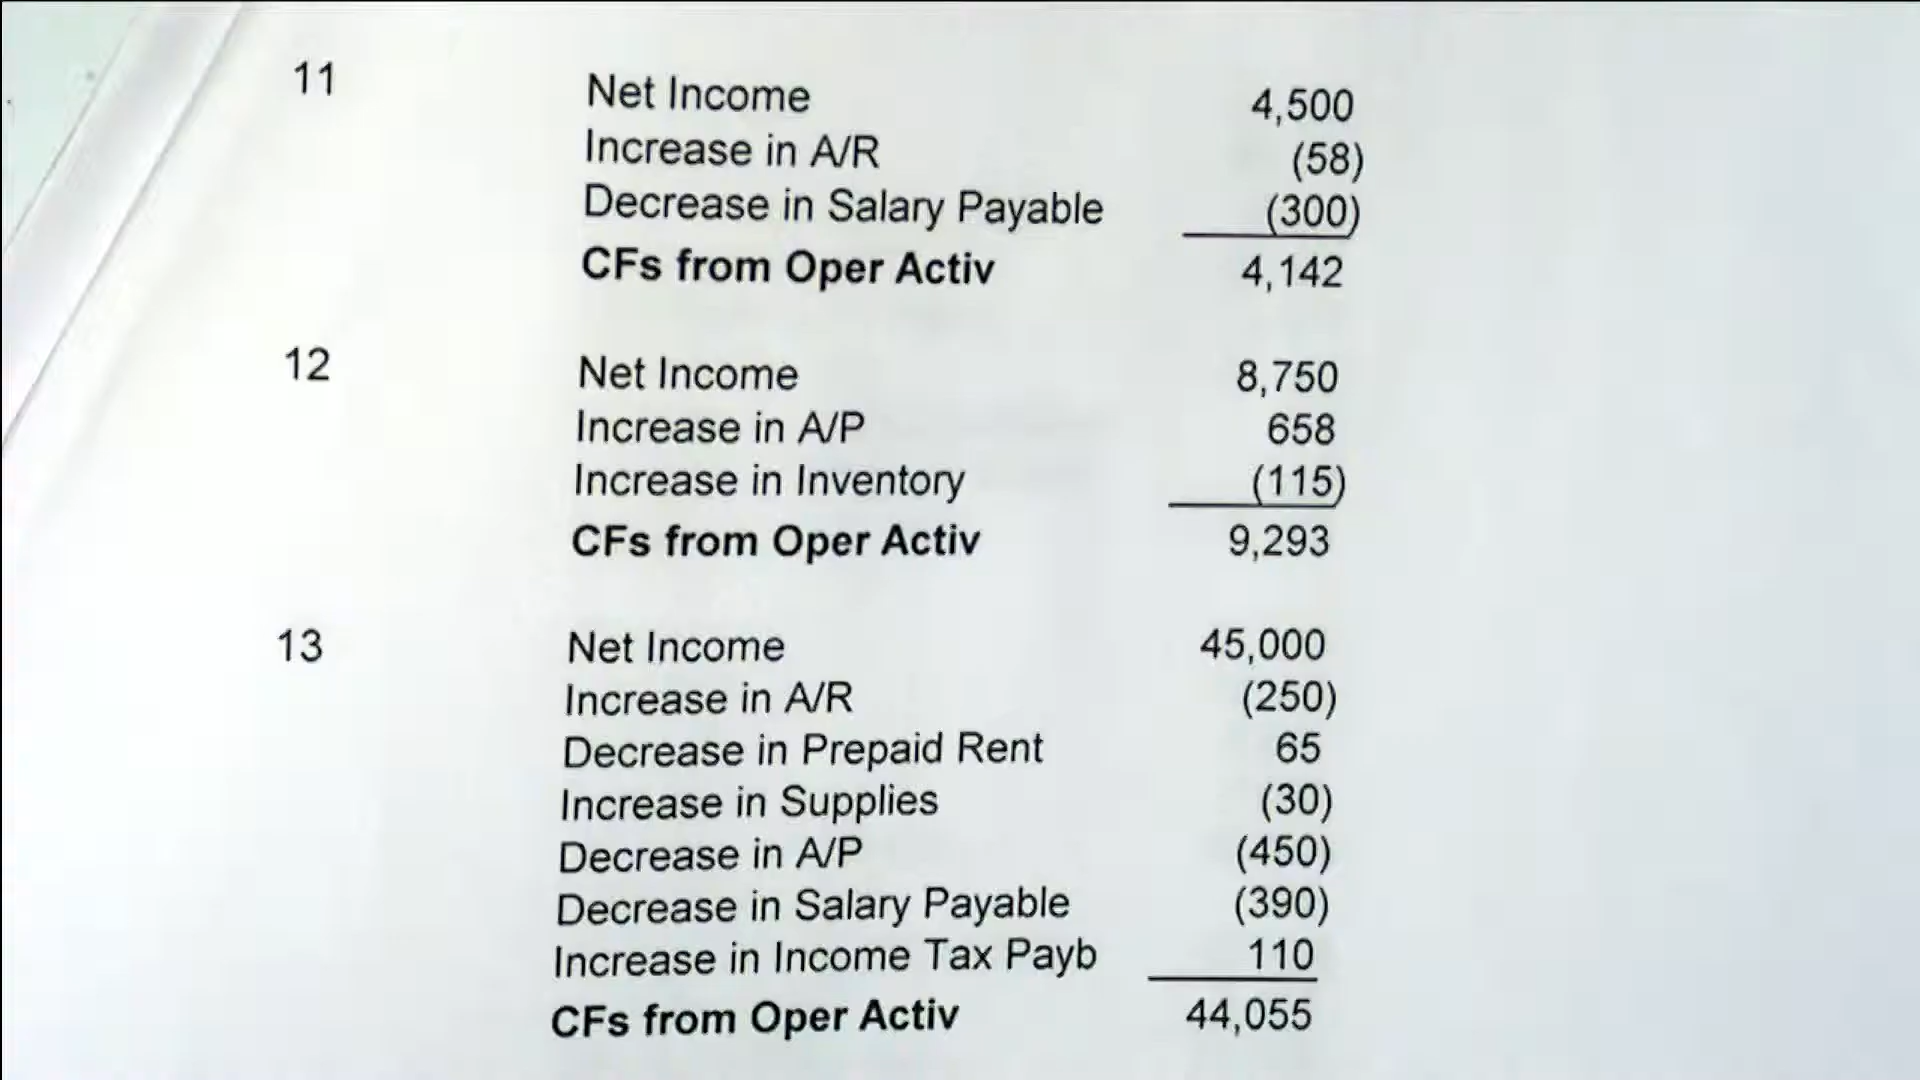 11 Net Income 4,500
Increase in A/R (58)
Decrease in Salary Payable (300)
CFs from Oper Activ 4,142
12 Net Income 8,750
Increase in A/P 658
Increase in Inventory (115)
CFs from Oper Activ 9,293
13 Net Income 45,000
Increase in A/R (250)
Decrease in Prepaid Rent 65
Increase in Supplies (30)
Decrease in A/P (450)
Decrease in Salary Payable (390)
Increase in Income Tax Payb 110
CFs from Oper Activ 44,055